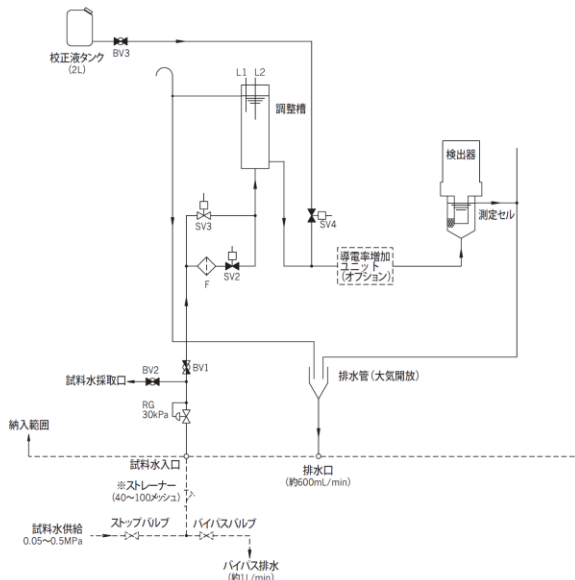 校正液タンク
(2L)
BV3
L1 L2
調整槽
検出器
測定セル
SV3
SV4
F
SV2
導電率増加
ユニット
(オプション)
BV1
BV2
試料水採取口
排水管(大気開放)
RG
30kPa
納入範囲
試料水入口
排水口
(約600mL/min)
※ストレーナー
(40～100メッシュ)
試料水供給
0.05～0.5MPa
ストップバルブ
バイパスバルブ
バイパス排水
(約1L/min)